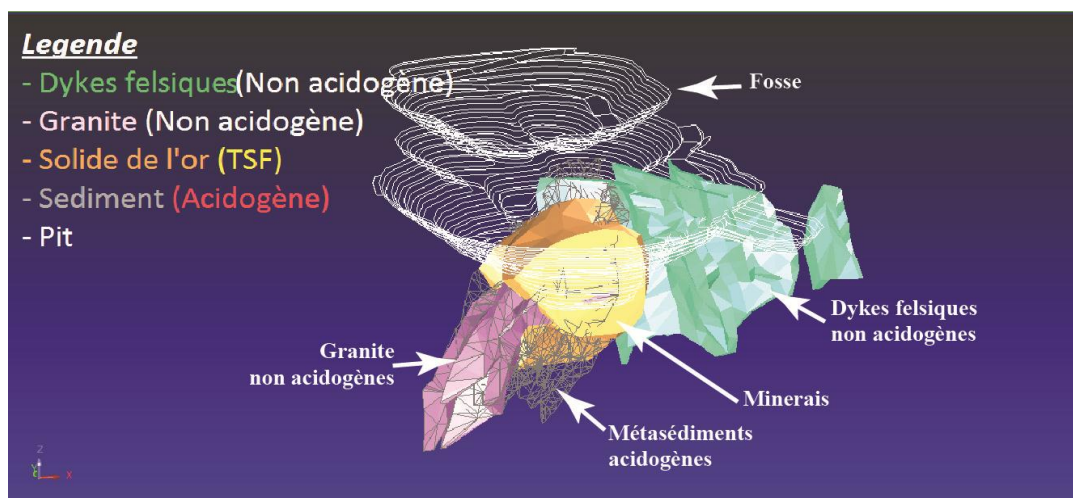 Legende
- Dykes felsiques(Non acidogène)
- Granite (Non acidogène)
- Solide de l'or (TSF)
- Sediment (Acidogène)
- Pit
Fosse
Dykes felsiques
non acidogènes
Granite
non acidogènes
Minerais
Métasédiments
acidogènes
Z
X